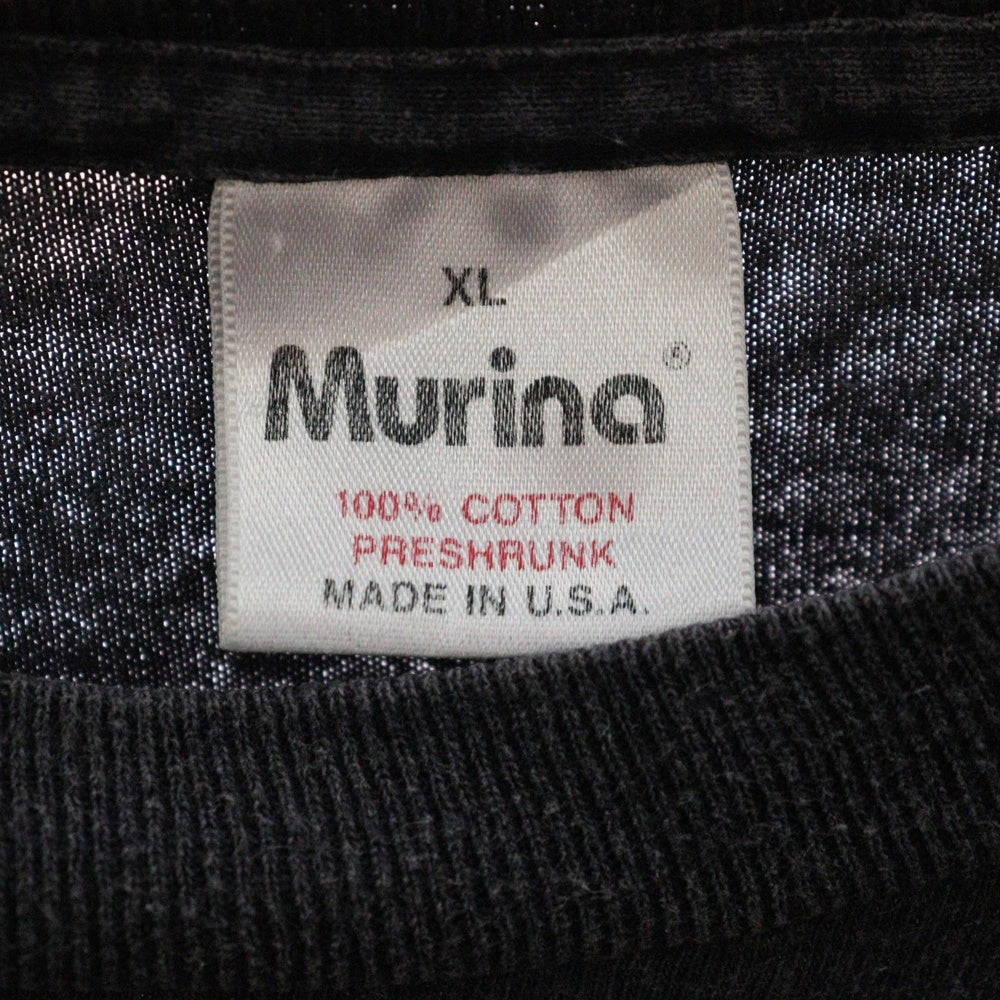 XL
Murina®
100% COTTON
PRESHRUNK
MADE IN U.S.A.